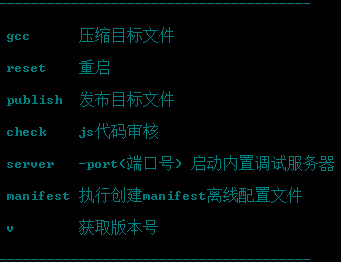 gcc 压缩目标文件
reset 重启
publish 发布目标文件
check js代码审核
server -port(端口号) 启动内置调试服务器
manifest 执行创建manifest离线配置文件
v 获取版本号